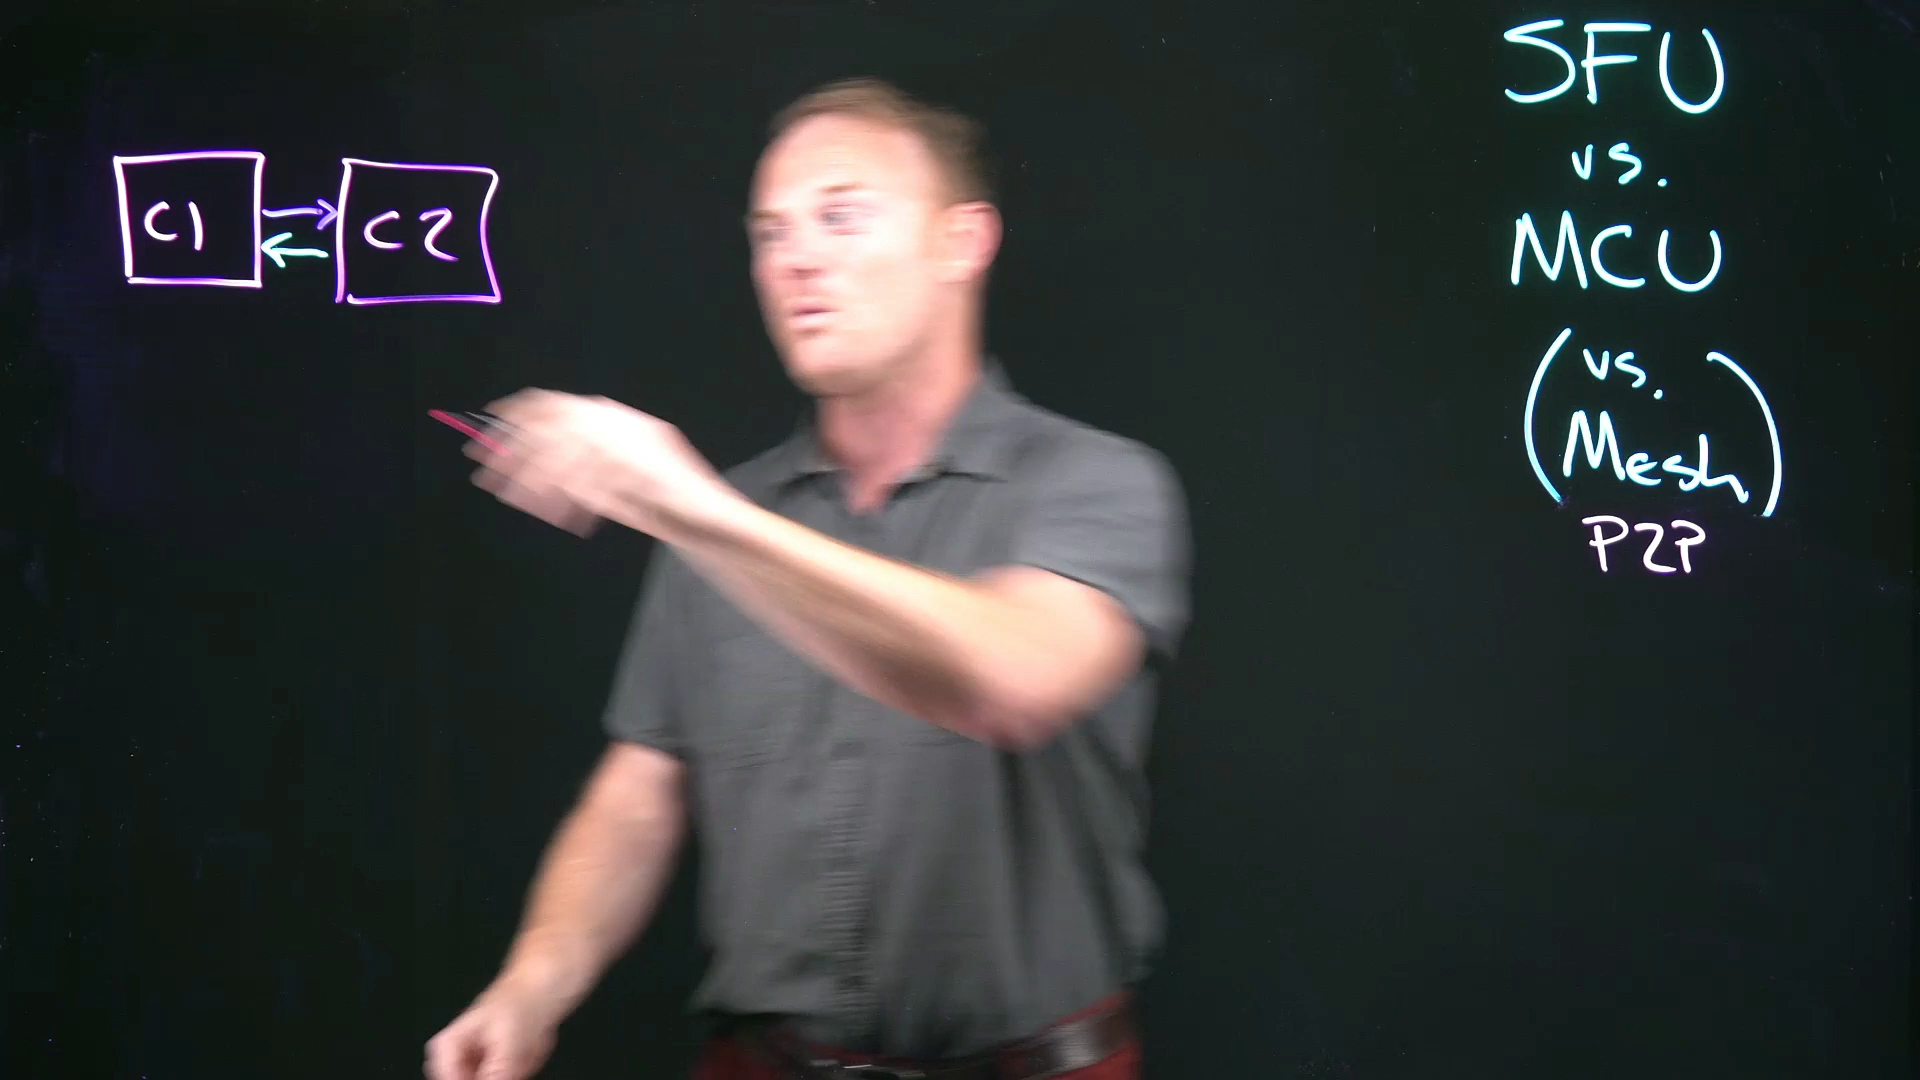 C1
C2
SFU
vs.
MCU
(vs.
Mesh)
P2P